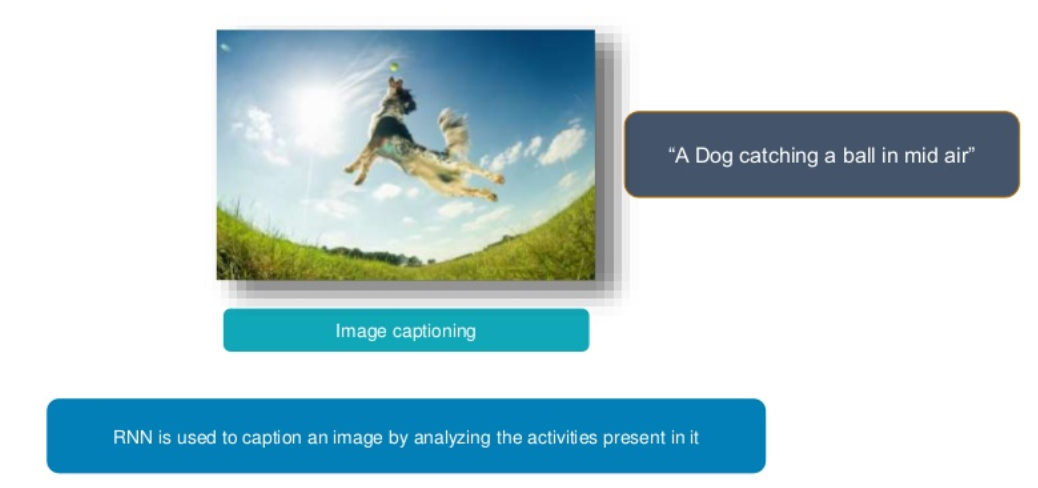 “A Dog catching a ball in mid air”
Image captioning
RNN is used to caption an image by analyzing the activities present in it